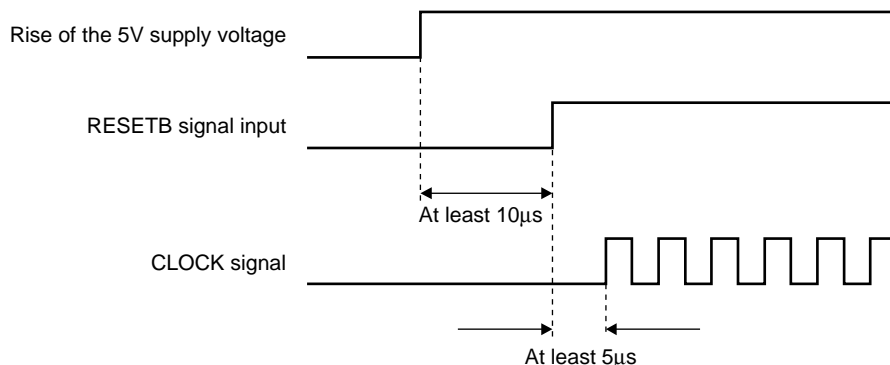 Rise of the 5V supply voltage
RESETB signal input
At least 10μs
CLOCK signal
At least 5μs